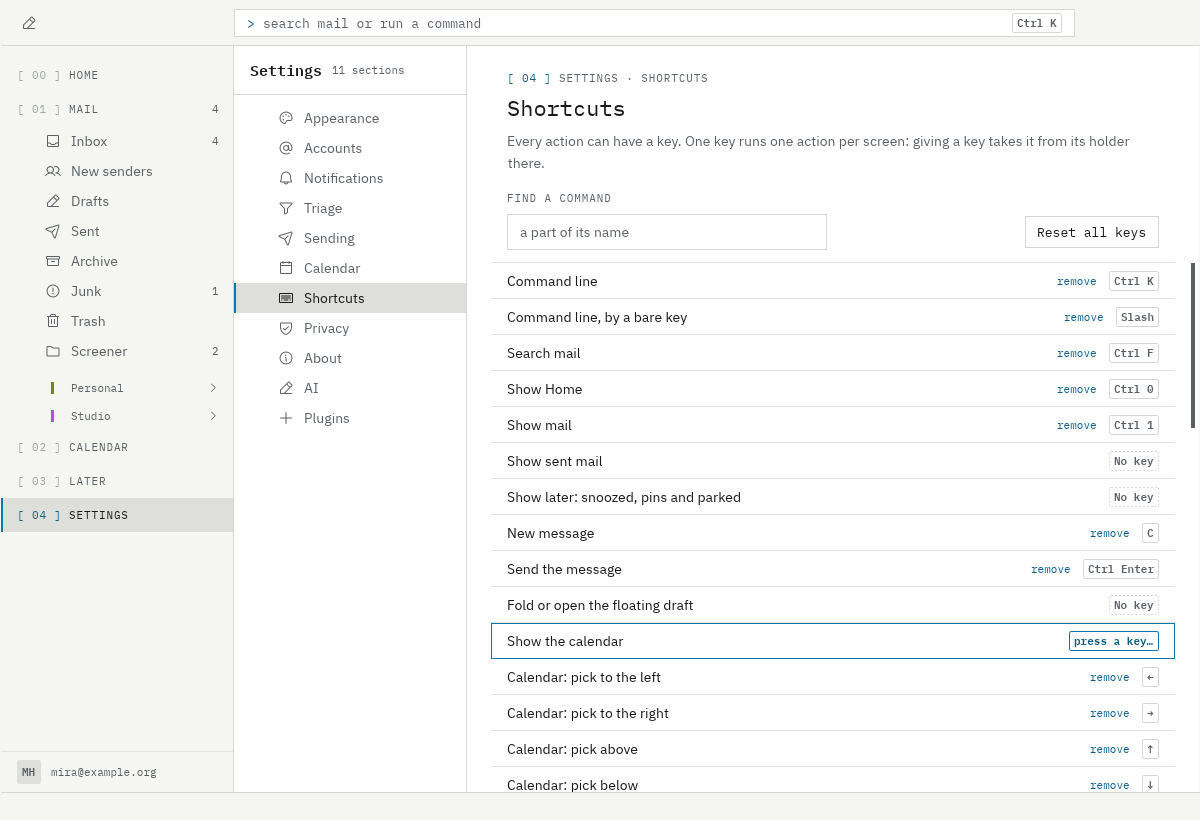 > search mail or run a command
Ctrl K
[ 00 ] HOME
[ 01 ] MAIL 4
Inbox 4
New senders
Drafts
Sent
Archive
Junk 1
Trash
Screener 2
Personal
Studio
[ 02 ] CALENDAR
[ 03 ] LATER
[ 04 ] SETTINGS
MH mira@example.org
Settings 11 sections
Appearance
Accounts
Notifications
Triage
Sending
Calendar
Shortcuts
Privacy
About
AI
Plugins
[ 04 ] SETTINGS · SHORTCUTS
Shortcuts
Every action can have a key. One key runs one action per screen: giving a key takes it from its holder
there.
FIND A COMMAND
a part of its name
Reset all keys
Command line remove Ctrl K
Command line, by a bare key remove Slash
Search mail remove Ctrl F
Show Home remove Ctrl 0
Show mail remove Ctrl 1
Show sent mail No key
Show later: snoozed, pins and parked No key
New message remove C
Send the message remove Ctrl Enter
Fold or open the floating draft No key
Show the calendar press a key…
Calendar: pick to the left remove ←
Calendar: pick to the right remove →
Calendar: pick above remove ↑
Calendar: pick below remove ↓